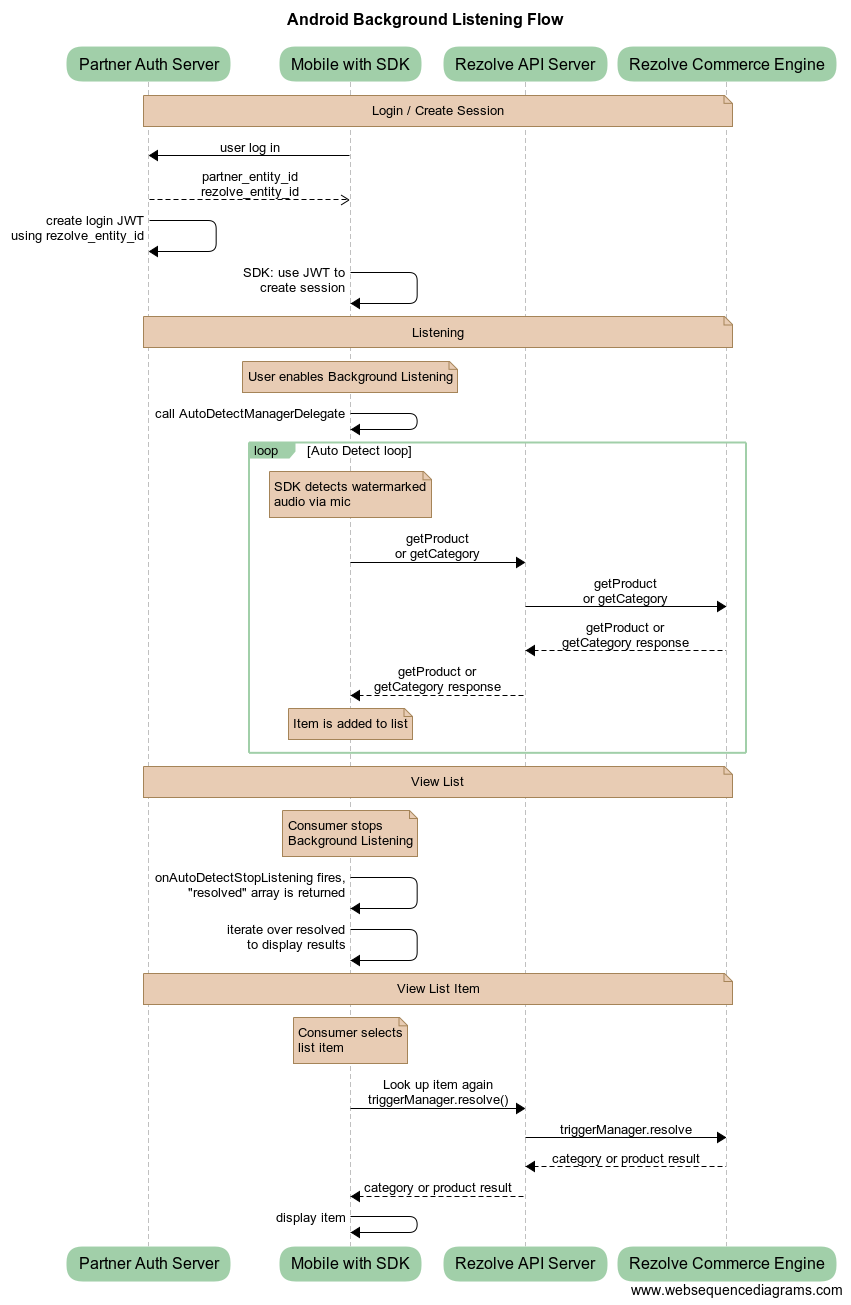 Android Background Listening Flow
Partner Auth Server
Mobile with SDK
Rezolve API Server
Rezolve Commerce Engine
Login / Create Session
user log in
partner_entity_id
rezolve_entity_id
create login JWT
using rezolve_entity_id
SDK: use JWT to
create session
Listening
User enables Background Listening
call AutoDetectManagerDelegate
loop
[Auto Detect loop]
SDK detects watermarked
audio via mic
getProduct
or getCategory
getProduct
or getCategory
getProduct or
getCategory response
getProduct or
getCategory response
Item is added to list
View List
Consumer stops
Background Listening
onAutoDetectStopListening fires,
"resolved" array is returned
iterate over resolved
to display results
View List Item
Consumer selects
list item
Look up item again
triggerManager.resolve()
triggerManager.resolve
category or product result
category or product result
display item
Partner Auth Server
Mobile with SDK
Rezolve API Server
Rezolve Commerce Engine
www.websequencediagrams.com